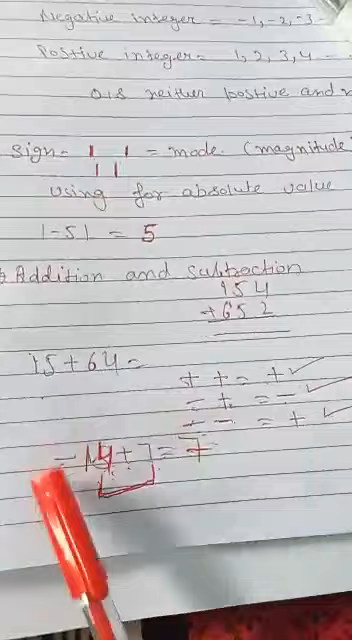 Negative integer = -1, -2, -3
Positive integer = 1, 2, 3, 4 - -
0 is neither postive and
sign - | | = mode (magnitude
| |
using for absolute value
|-5| = 5
Addition and subtraction
154
+652
15+64=
+ + = +
- + = -
- - = +
- 14 + 7 = 7